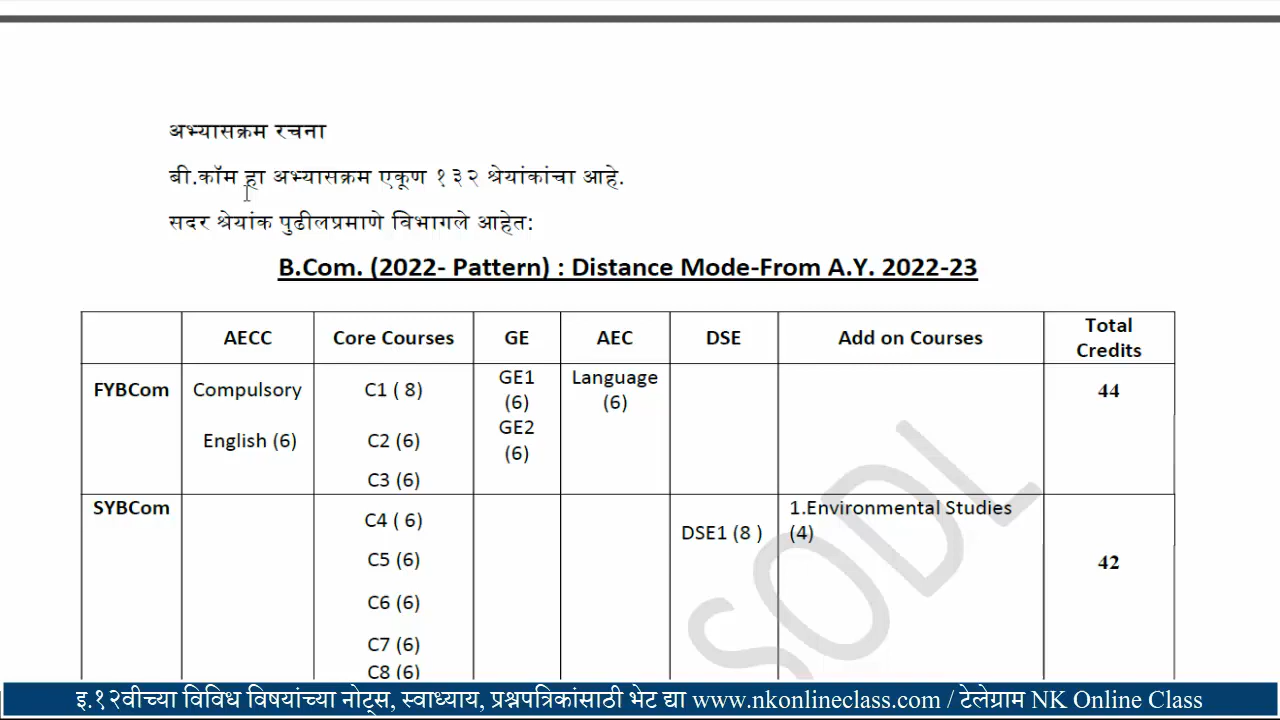 अभ्यासक्रम रचना
बी.कॉम हा अभ्यासक्रम एकूण १३२ श्रेयांकांचा आहे.
सदर श्रेयांक पुढीलप्रमाणे विभागले आहेत:
B.Com. (2022- Pattern) : Distance Mode-From A.Y. 2022-23
AECC Core Courses GE AEC DSE Add on Courses Total Credits
FYBCom Compulsory C1 ( 8) GE1 (6) Language (6) 44
English (6) C2 (6) GE2 (6)
C3 (6)
SYBCom C4 ( 6) DSE1 (8 ) 1.Environmental Studies (4)
C5 (6) 42
C6 (6)
C7 (6)
C8 (6)
SODL
इ.१२वीच्या विविध विषयांच्या नोट्स, स्वाध्याय, प्रश्नपत्रिकांसाठी भेट द्या www.nkonlineclass.com / टेलेग्राम NK Online Class